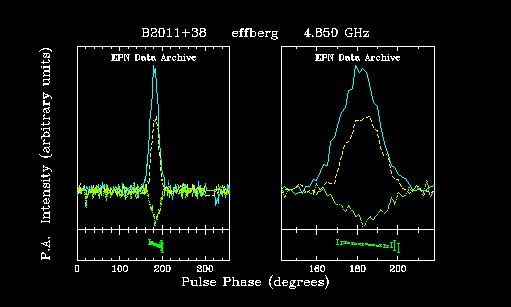 B2011+38 effberg 4.850 GHz
EPN Data Archive EPN Data Archive
P.A. Intensity (arbitrary units)
0 100 200 300 160 180 200
Pulse Phase (degrees)